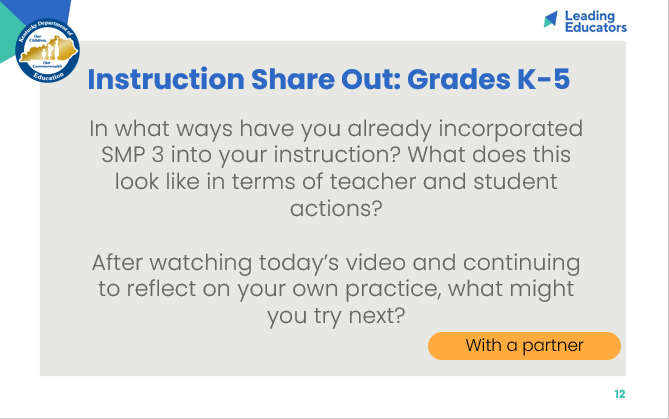 Kentucky Department of
Our
Children,
Our
Commonwealth
Education
Leading
Educators
Instruction Share Out: Grades K-5
In what ways have you already incorporated
SMP 3 into your instruction? What does this
look like in terms of teacher and student
actions?
After watching today's video and continuing
to reflect on your own practice, what might
you try next?
With a partner
12